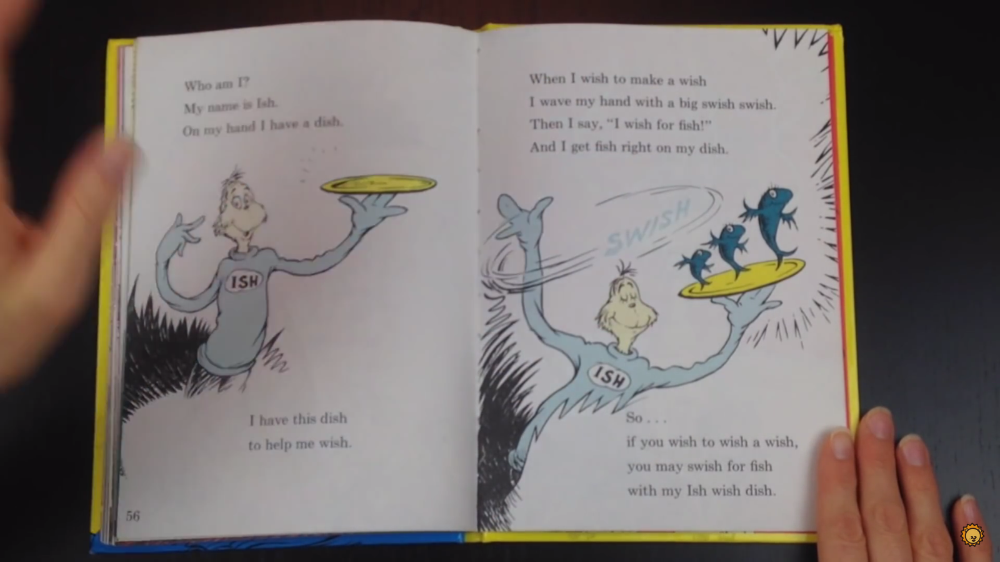 Who am I?
My name is Ish.
On my hand I have a dish.
ISH
I have this dish
to help me wish.
56
When I wish to make a wish
I wave my hand with a big swish swish.
Then I say, “I wish for fish!”
And I get fish right on my dish.
SWISH
ISH
So . . .
if you wish to wish a wish,
you may swish for fish
with my Ish wish dish.